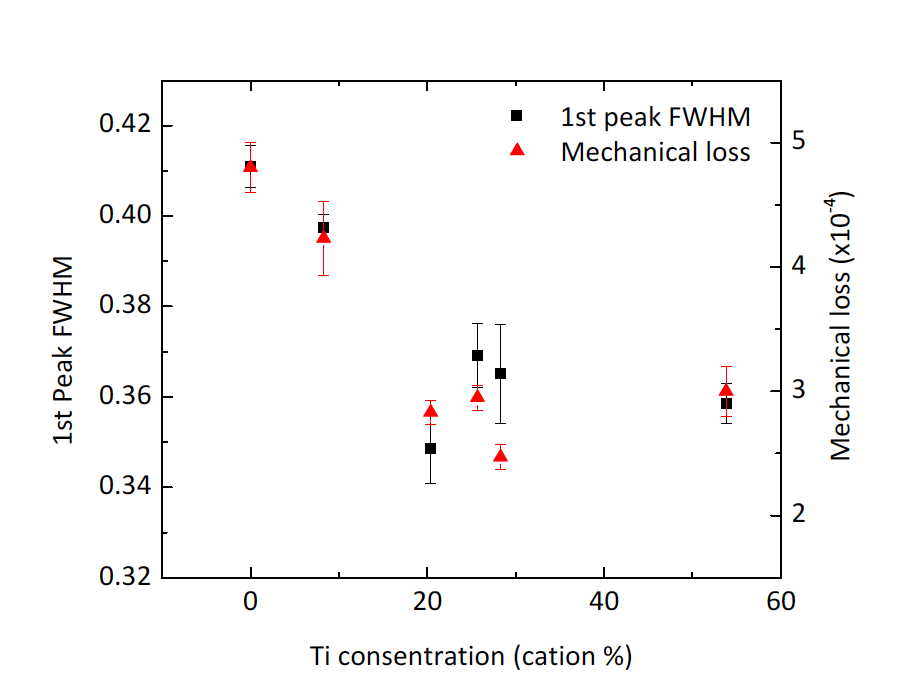 1st peak FWHM
Mechanical loss
0.42
0.40
0.38
0.36
0.34
0.32
1st Peak FWHM
5
4
3
2
Mechanical loss (x10⁻⁴)
0
20
40
60
Ti consentration (cation %)